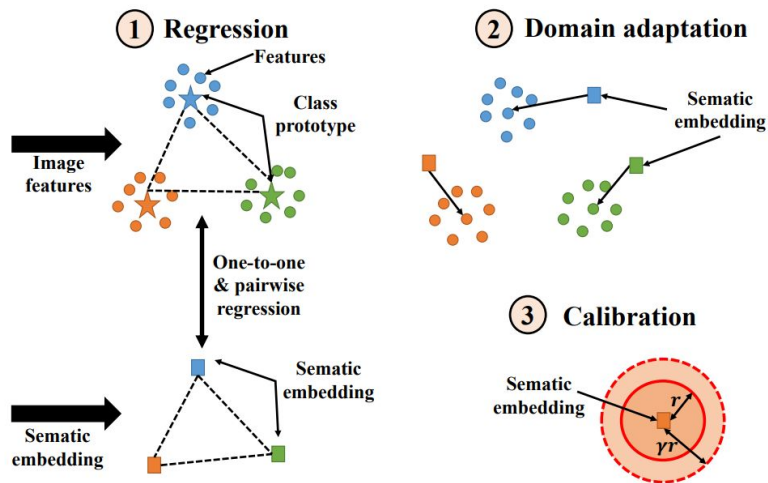 1 Regression
Features
Class
prototype
Image
features
One-to-one
& pairwise
regression
Sematic
embedding
Sematic
embedding
2 Domain adaptation
Sematic
embedding
3 Calibration
Sematic
embedding
r
γr